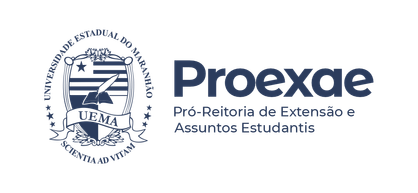 UNIVERSIDADE ESTADUAL DO MARANHÃO
UEMA
SCIENTIA AD VITAM
Proexae
Pró-Reitoria de Extensão e
Assuntos Estudantis